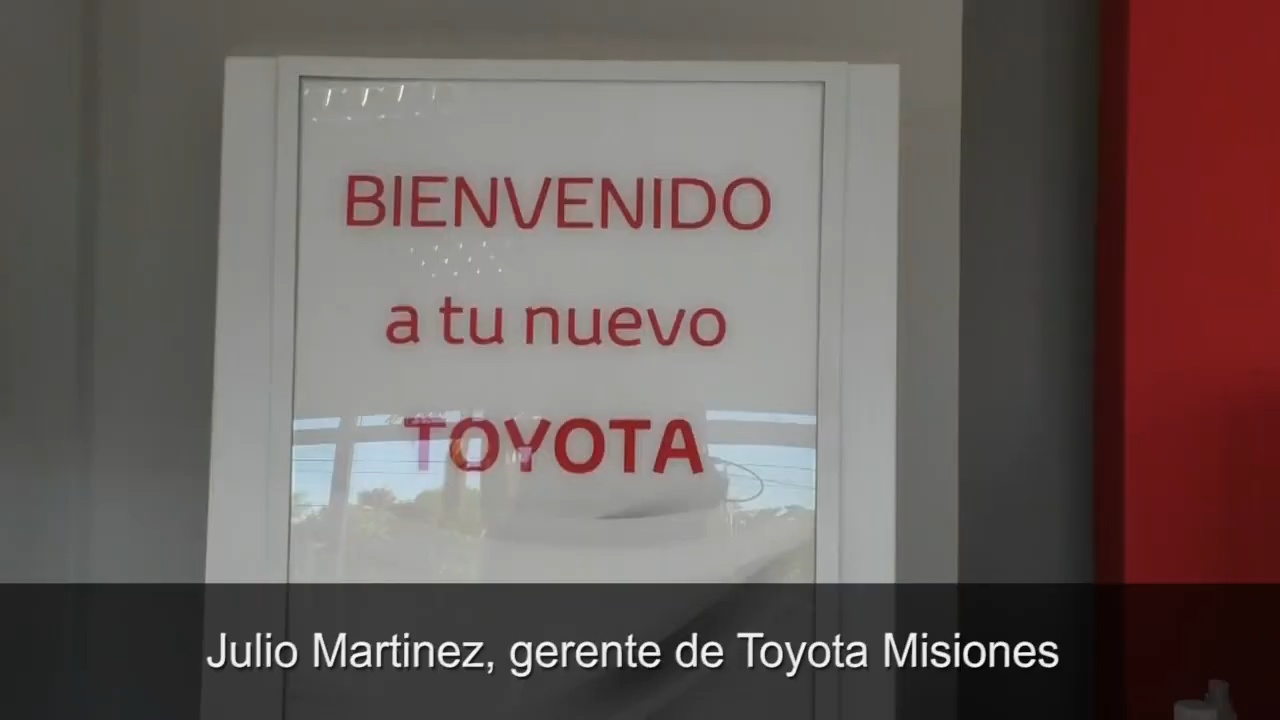 BIENVENIDO
a tu nuevo
TOYOTA
Julio Martinez, gerente de Toyota Misiones